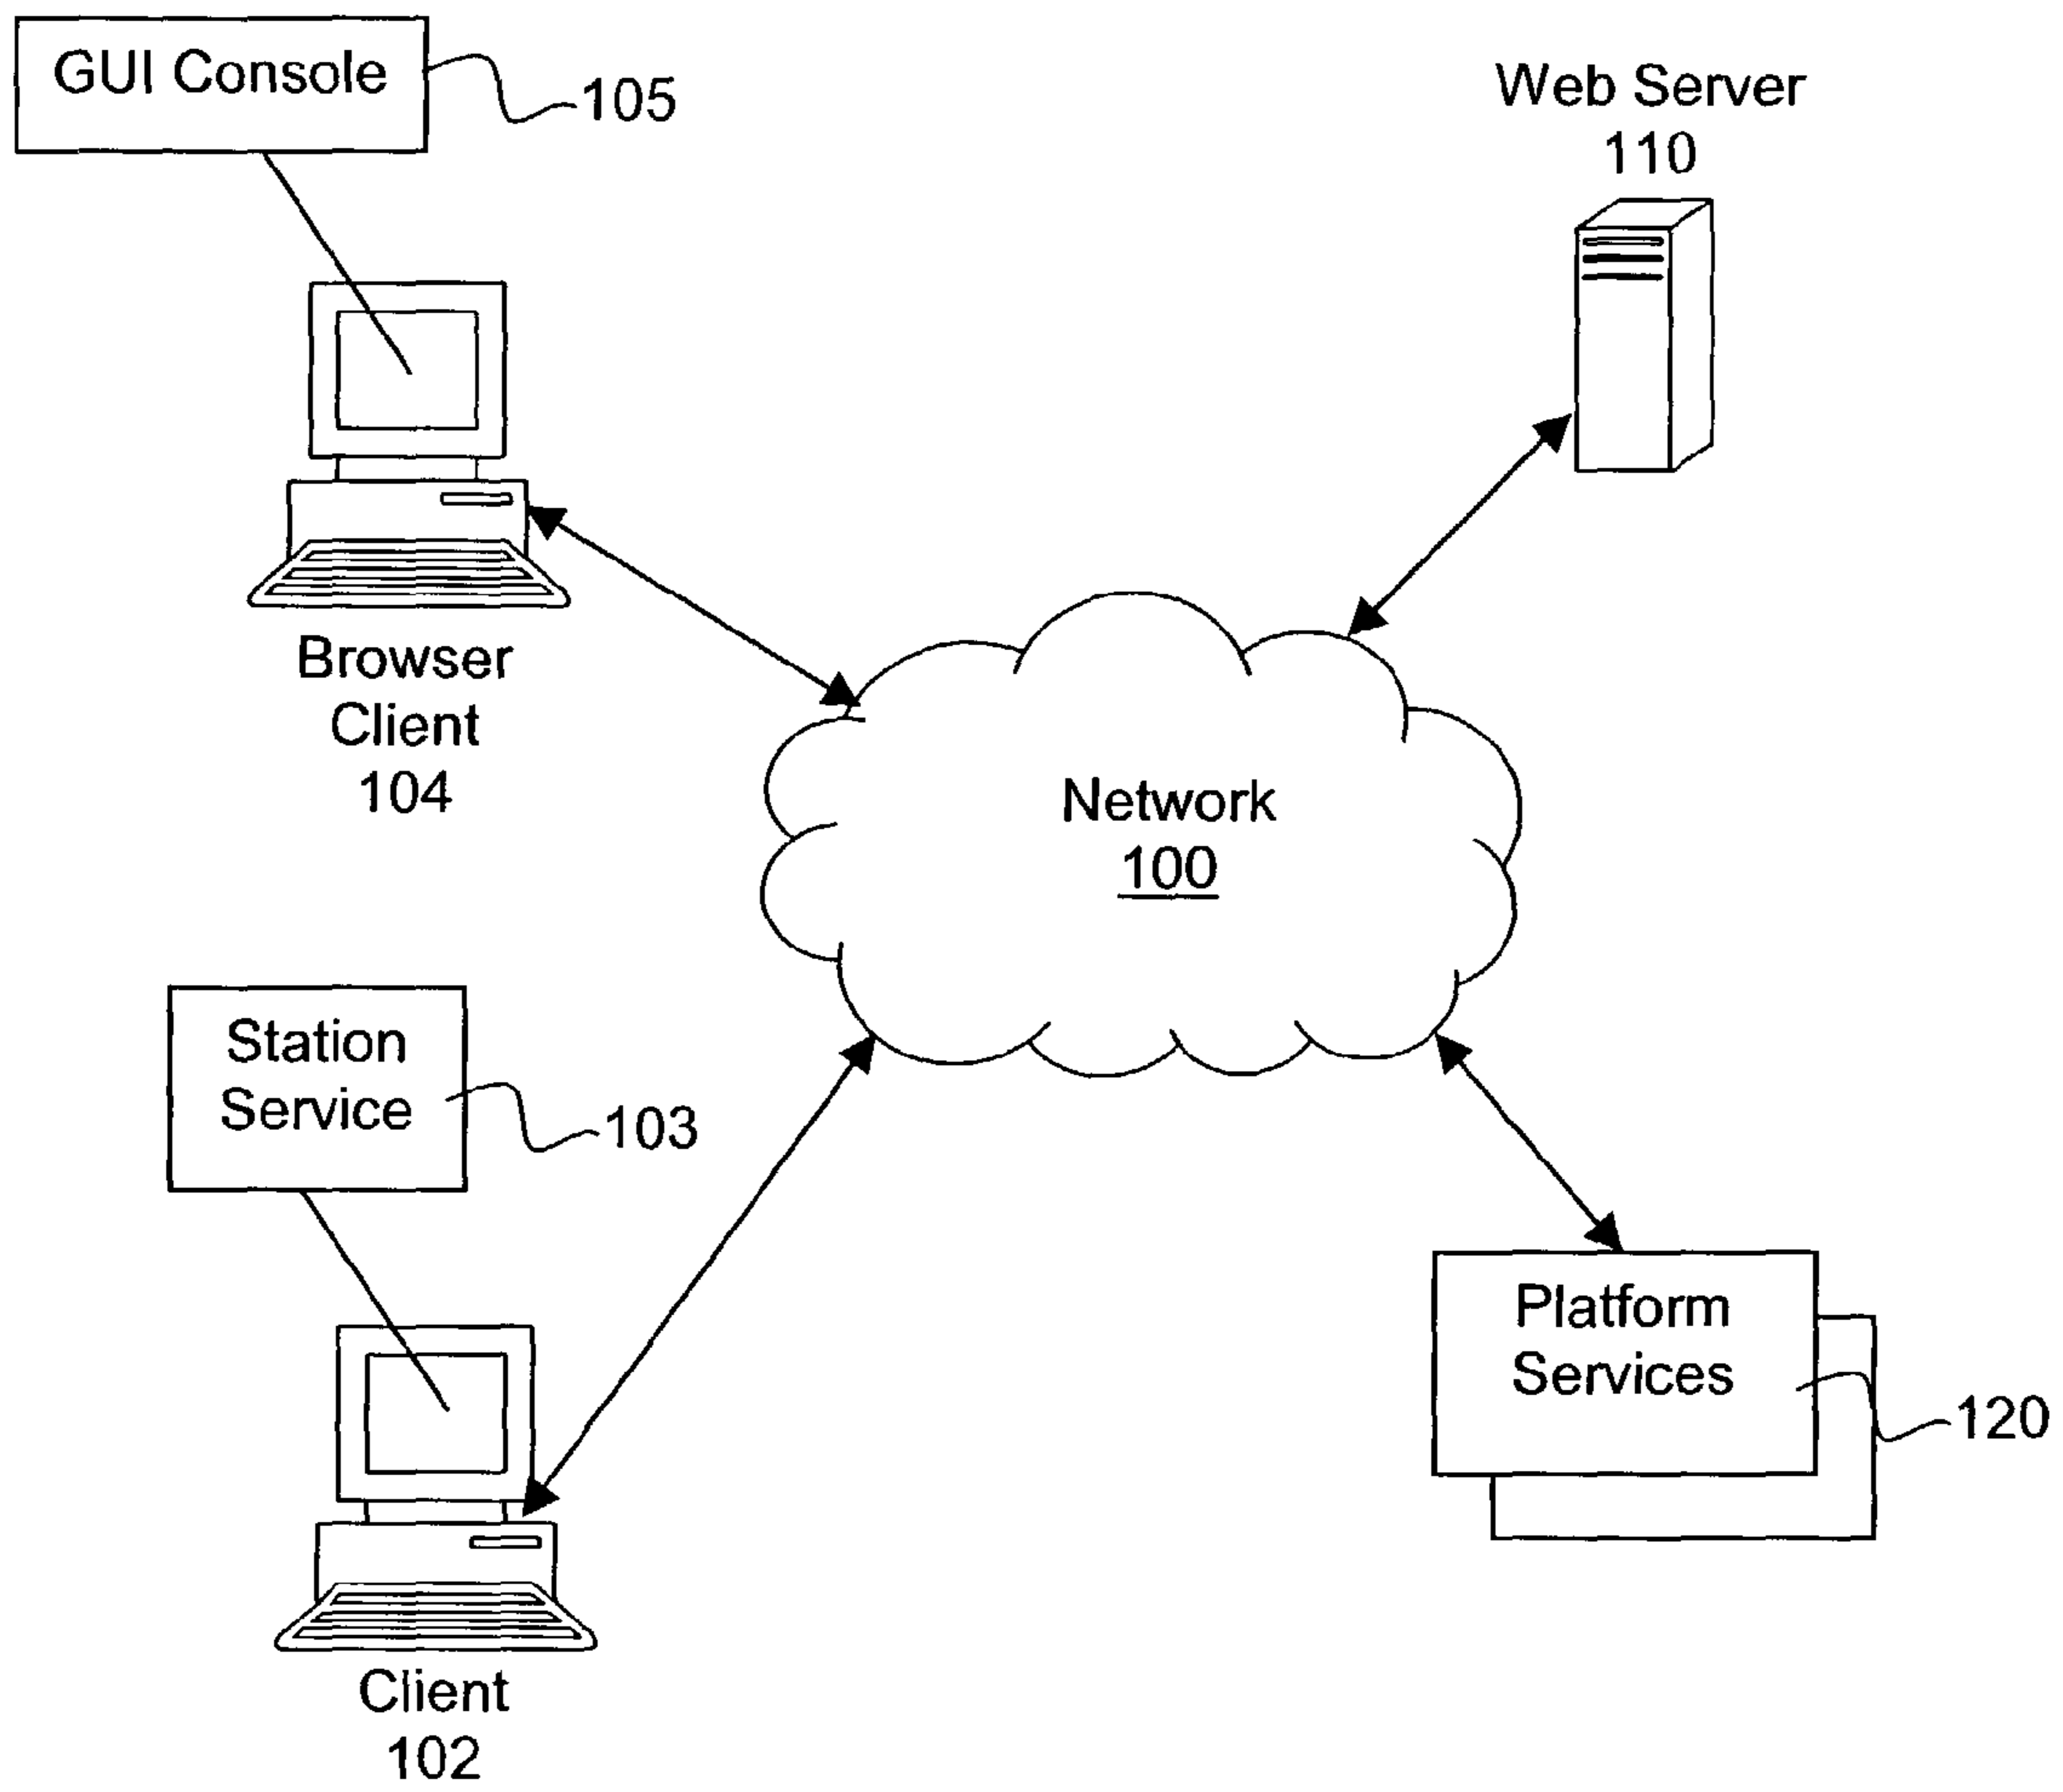 GUI Console
105
Web Server
110
Browser
Client
104
Network
100
Station
Service
103
Platform
Services
120
Client
102